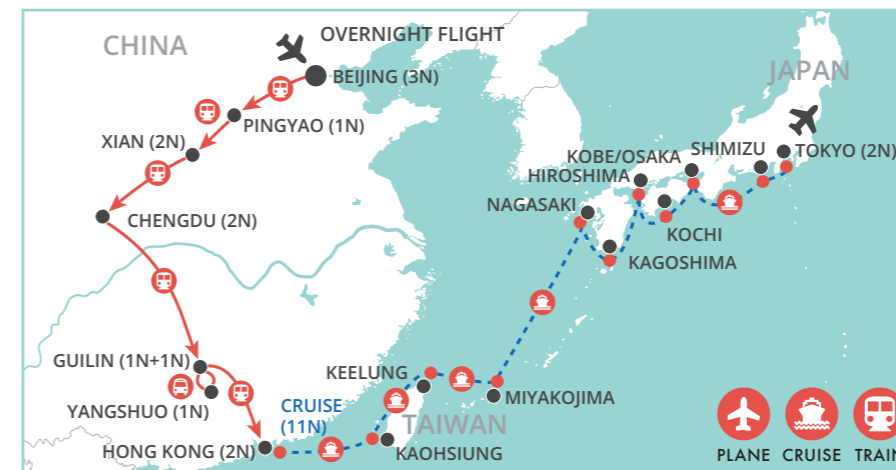 CHINA
OVERNIGHT FLIGHT
BEIJING (3N)
JAPAN
PINGYAO (1N)
XIAN (2N)
KOBE/OSAKA
SHIMIZU
TOKYO (2N)
HIROSHIMA
NAGASAKI
CHENGDU (2N)
KOCHI
KAGOSHIMA
GUILIN (1N+1N)
KEELUNG
YANGSHUO (1N)
CRUISE
(11N)
MIYAKOJIMA
TAIWAN
HONG KONG (2N)
KAOHSIUNG
PLANE
CRUISE
TRAIN